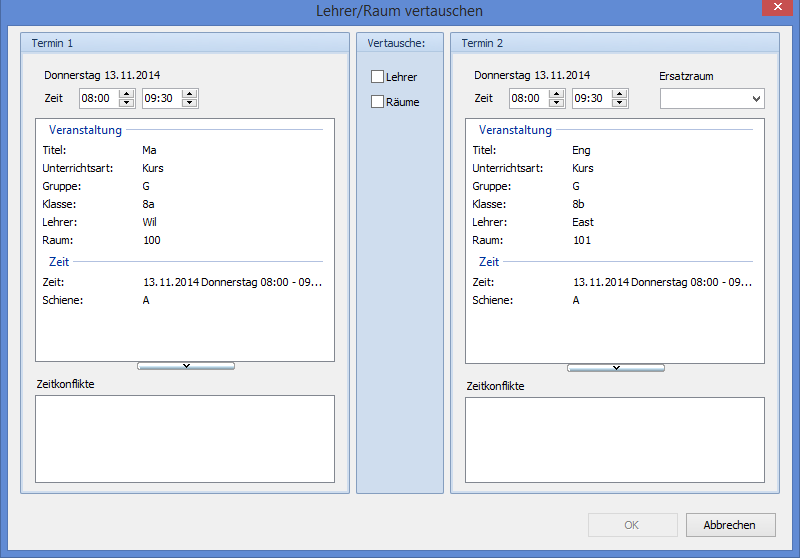 Lehrer/Raum vertauschen
Termin 1
Donnerstag 13.11.2014
Zeit 08:00 09:30
Veranstaltung
Titel: Ma
Unterrichtsart: Kurs
Gruppe: G
Klasse: 8a
Lehrer: Wil
Raum: 100
Zeit
Zeit: 13.11.2014 Donnerstag 08:00 - 09...
Schiene: A
Zeitkonflikte
Vertausche:
Lehrer
Räume
Termin 2
Donnerstag 13.11.2014 Ersatzraum
Zeit 08:00 09:30
Veranstaltung
Titel: Eng
Unterrichtsart: Kurs
Gruppe: G
Klasse: 8b
Lehrer: East
Raum: 101
Zeit
Zeit: 13.11.2014 Donnerstag 08:00 - 09...
Schiene: A
Zeitkonflikte
OK Abbrechen